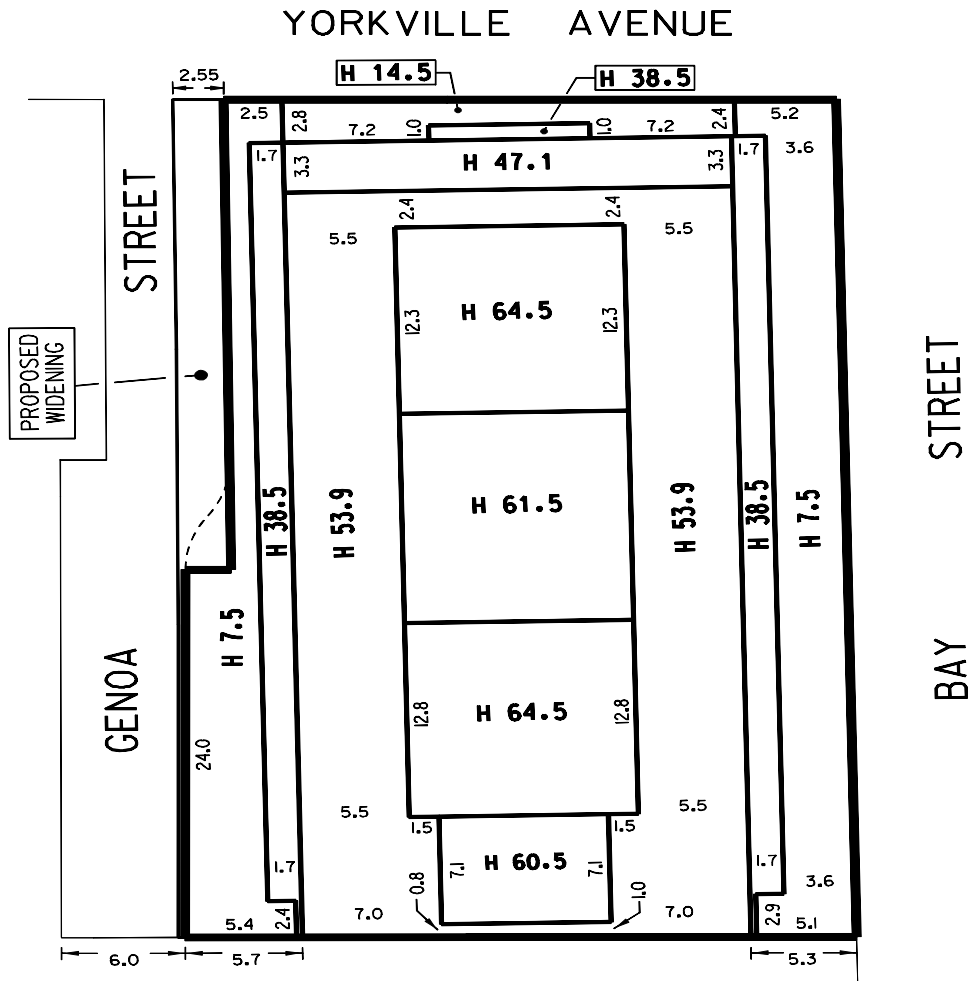 YORKVILLE AVENUE
2.55
H 14.5
H 38.5
2.5
2.8
7.2
1.0
1.0
7.2
2.4
5.2
1.7
3.3
H 47.1
3.3
1.7
3.6
STREET
2.4
2.4
5.5
5.5
12.3
H 64.5
12.3
PROPOSED
WIDENING
STREET
H 38.5
H 53.9
H 61.5
H 53.9
H 38.5
H 7.5
H 7.5
GENOA
BAY
12.8
H 64.5
12.8
24.0
5.5
5.5
1.5
1.5
1.7
0.8
7.1
H 60.5
7.1
1.0
1.7
3.6
5.4
2.4
7.0
7.0
2.9
5.1
6.0
5.7
5.3